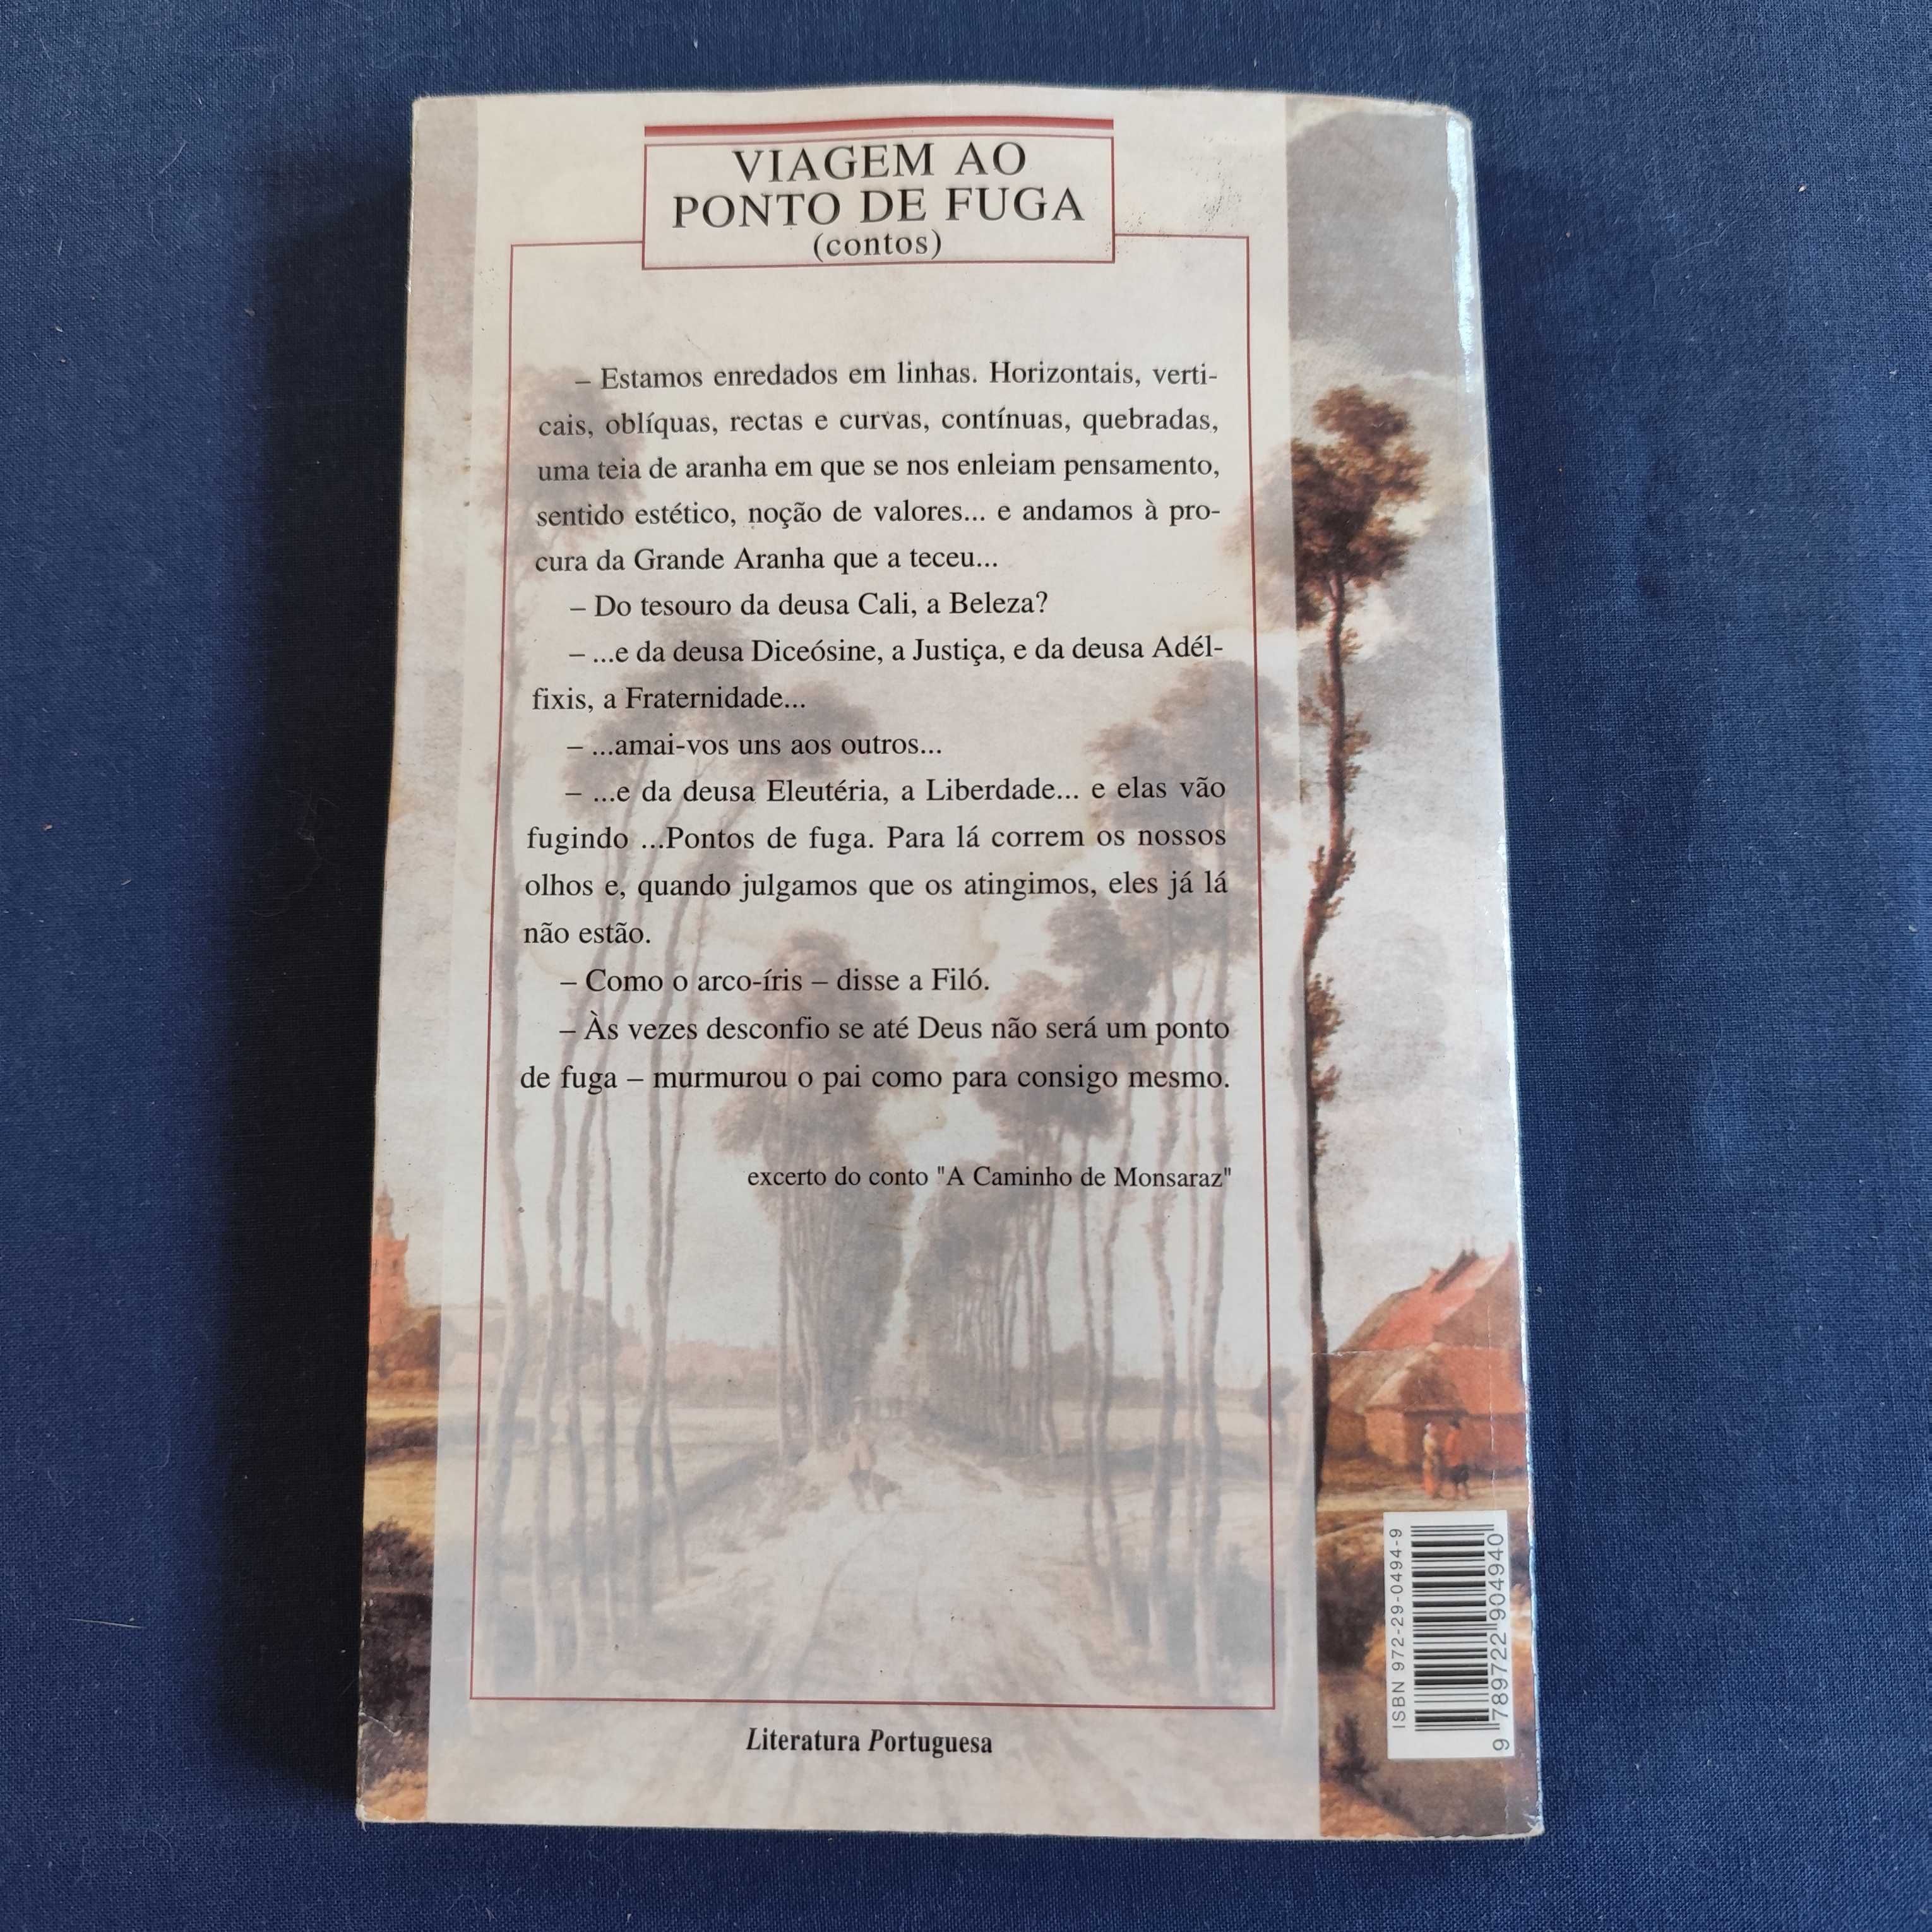 VIAGEM AO
PONTO DE FUGA
(contos)
– Estamos enredados em linhas. Horizontais, verti-
cais, oblíquas, rectas e curvas, contínuas, quebradas,
uma teia de aranha em que se nos enleiam pensamento,
sentido estético, noção de valores... e andamos à pro-
cura da Grande Aranha que a teceu...
– Do tesouro da deusa Cali, a Beleza?
– ...e da deusa Diceósine, a Justiça, e da deusa Adél-
fixis, a Fraternidade...
– ...amai-vos uns aos outros...
– ...e da deusa Eleutéria, a Liberdade... e elas vão
fugindo ...Pontos de fuga. Para lá correm os nossos
olhos e, quando julgamos que os atingimos, eles já lá
não estão.
– Como o arco-íris – disse a Filó.
– Às vezes desconfio se até Deus não será um ponto
de fuga – murmurou o pai como para consigo mesmo.
excerto do conto "A Caminho de Monsaraz"
Literatura Portuguesa
ISBN 972-29-0494-9
9 789722 904940